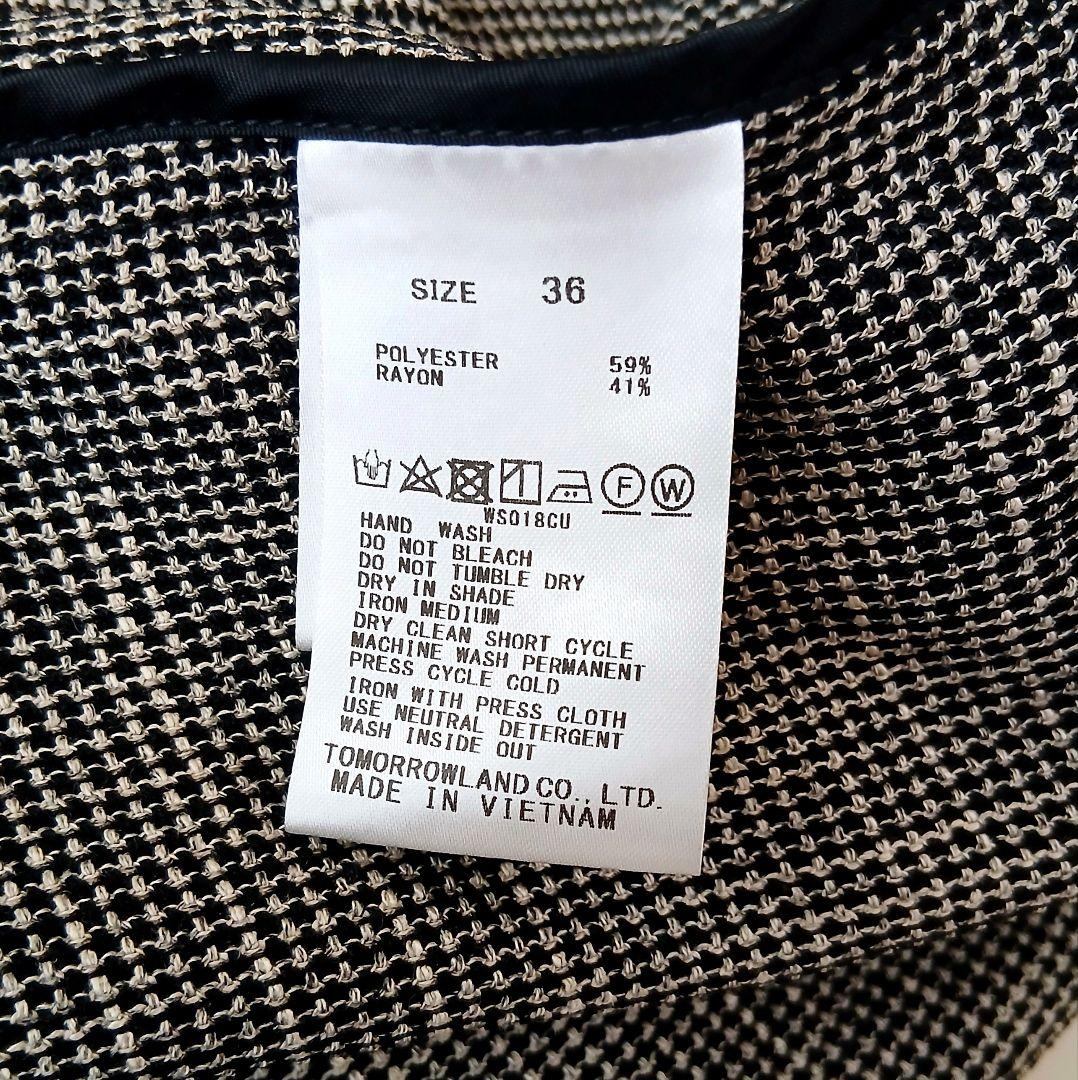 SIZE 36
POLYESTER 59%
RAYON 41%
F W
WS018CU
HAND WASH
DO NOT BLEACH
DO NOT TUMBLE DRY
DRY IN SHADE
IRON MEDIUM
DRY CLEAN SHORT CYCLE
MACHINE WASH PERMANENT
PRESS CYCLE COLD
IRON WITH PRESS CLOTH
USE NEUTRAL DETERGENT
WASH INSIDE OUT
TOMORROWLAND CO., LTD.
MADE IN VIETNAM